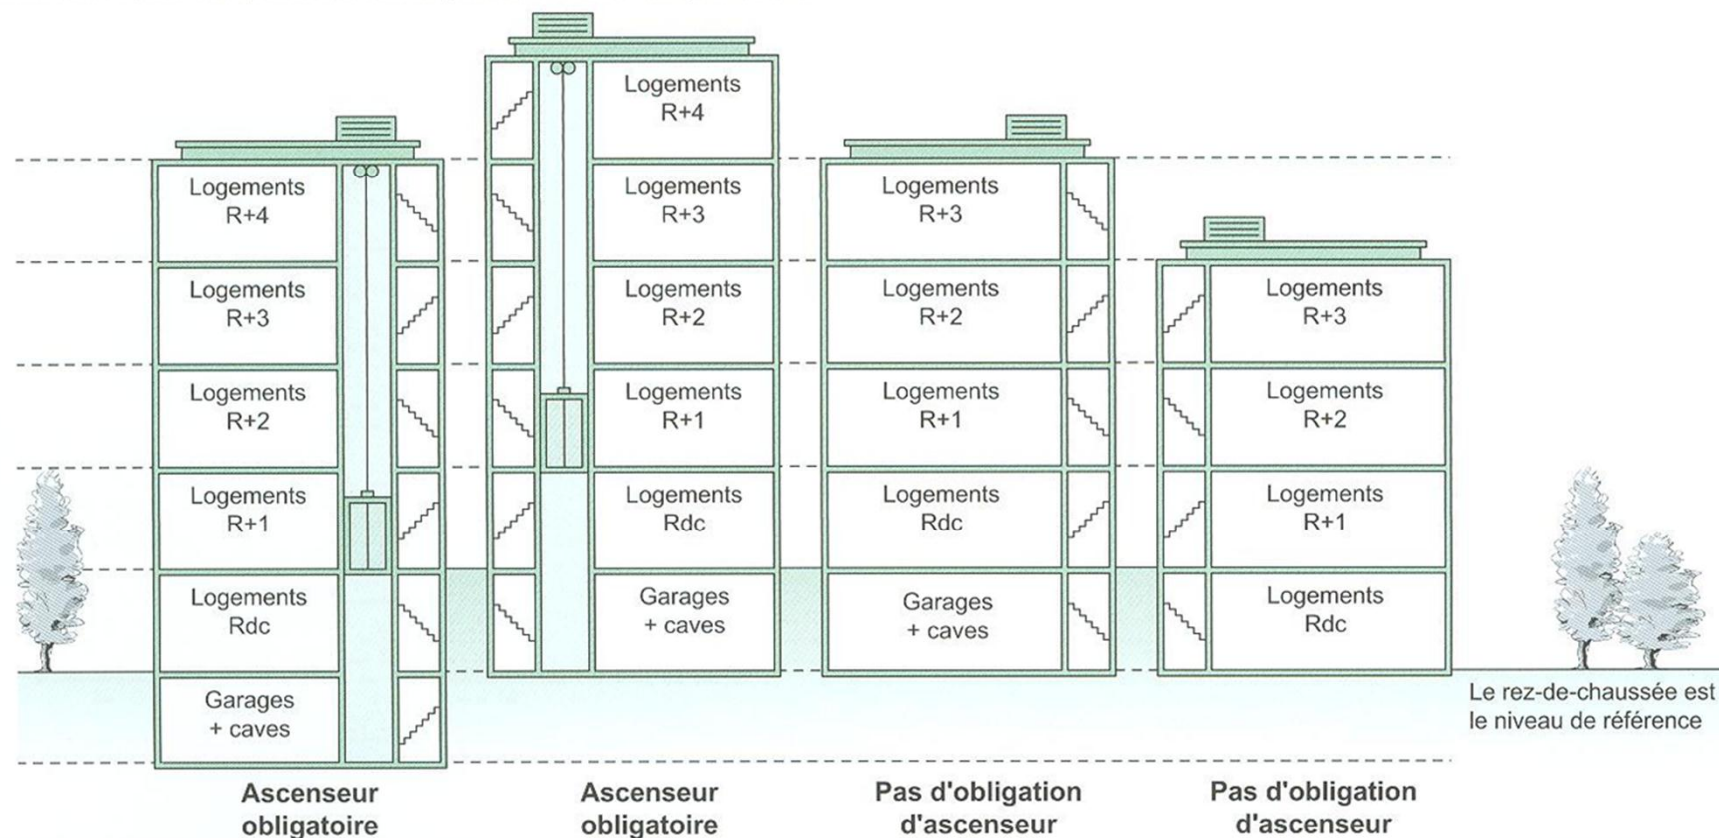 Logements
R+4
Logements
R+3
Logements
R+2
Logements
R+1
Logements
Rdc
Garages
+ caves
Ascenseur
obligatoire
Logements
R+4
Logements
R+3
Logements
R+2
Logements
R+1
Logements
Rdc
Garages
+ caves
Ascenseur
obligatoire
Logements
R+3
Logements
R+2
Logements
R+1
Logements
Rdc
Garages
+ caves
Pas d'obligation
d'ascenseur
Logements
R+3
Logements
R+2
Logements
R+1
Logements
Rdc
Pas d'obligation
d'ascenseur
Le rez-de-chaussée est
le niveau de référence